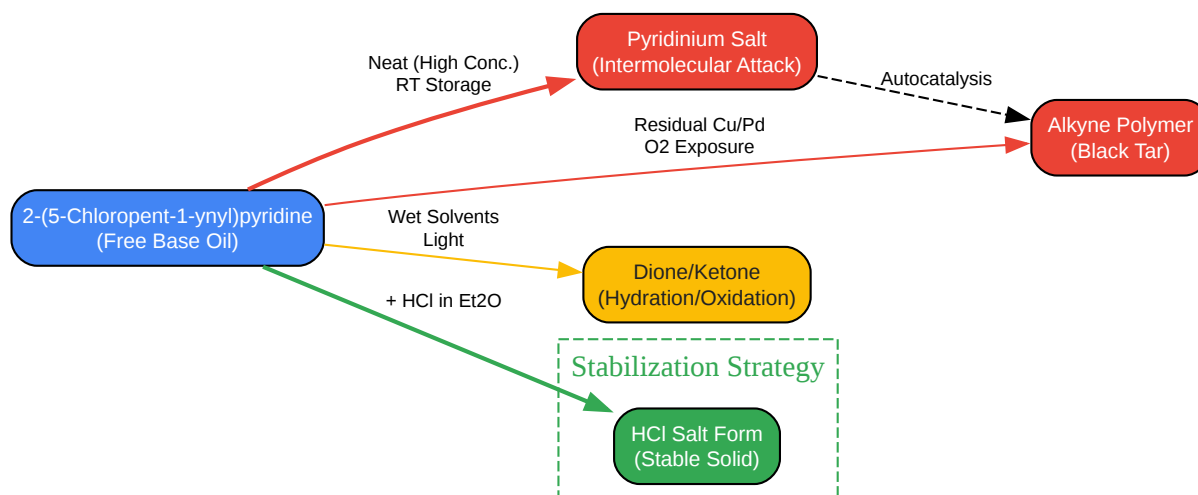 Pyridinium Salt
(Intermolecular Attack)
Neat (High Conc.)
RT Storage
Autocatalysis
Alkyne Polymer
(Black Tar)
Residual Cu/Pd
O2 Exposure
2-(5-Chloropent-1-ynyl)pyridine
(Free Base Oil)
Wet Solvents
Light
Dione/Ketone
(Hydration/Oxidation)
+ HCl in Et2O
Stabilization Strategy
HCl Salt Form
(Stable Solid)